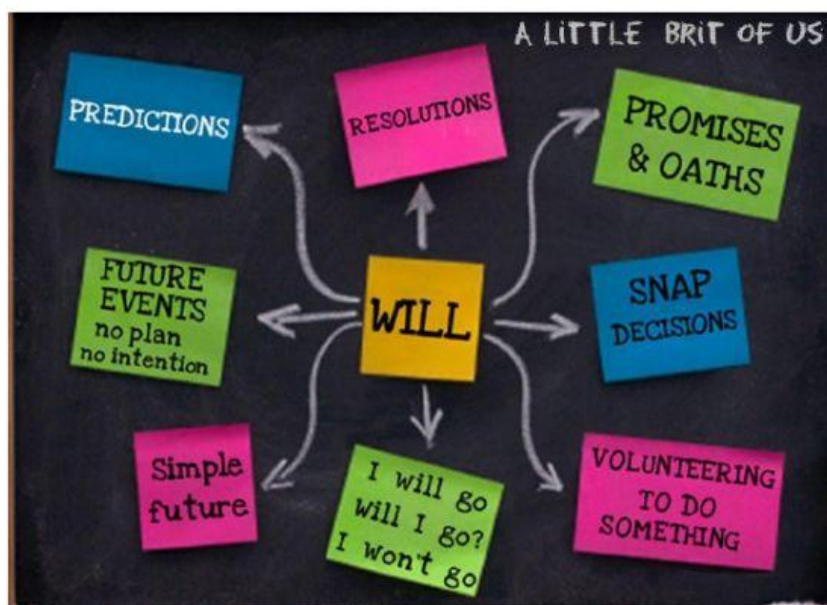 A LiTTLE BRiT OF US
PREDICTIONS
RESOLUTIONS
PROMISES
& OATHS
FUTURE
EVENTS
no plan
no intention
WILL
SNAP
DECISIONS
Simple
future
I will go
Will I go?
I won't go
VOLUNTEERING
TO DO
SOMETHING